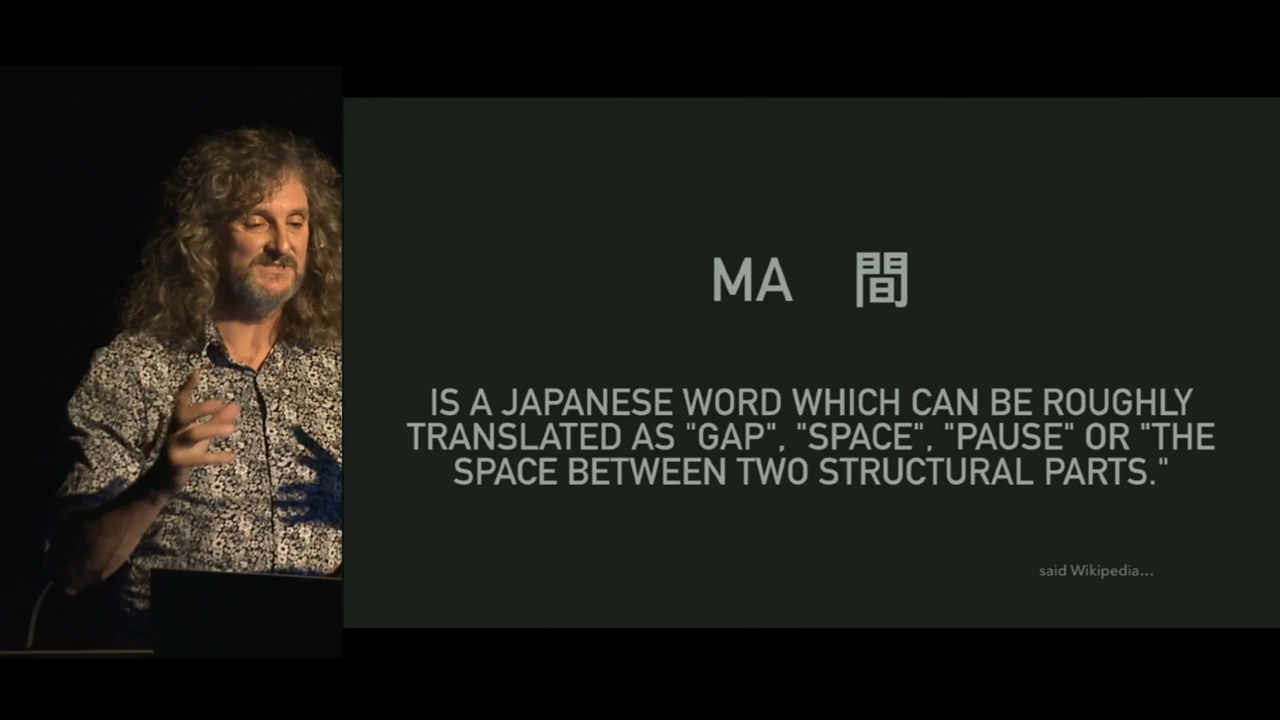 MA 間
IS A JAPANESE WORD WHICH CAN BE ROUGHLY
TRANSLATED AS "GAP", "SPACE", "PAUSE" OR "THE
SPACE BETWEEN TWO STRUCTURAL PARTS."
said Wikipedia...